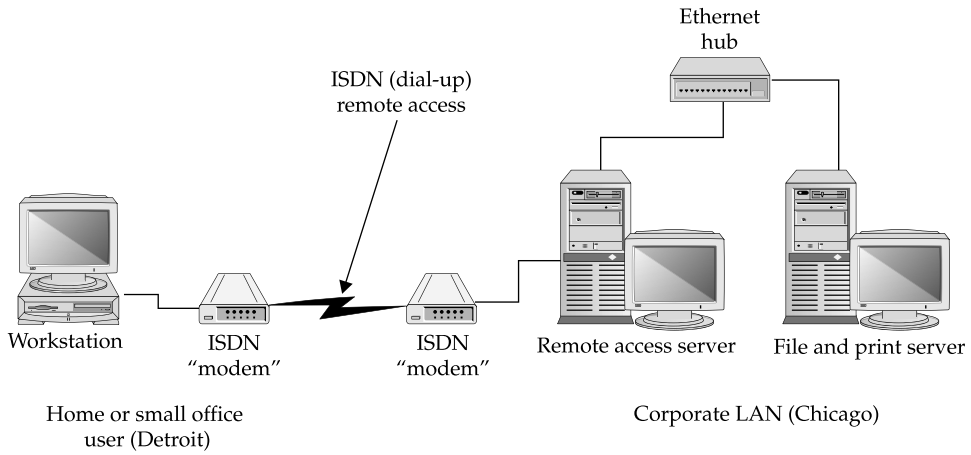 Ethernet
hub
ISDN (dial-up)
remote access
Workstation
ISDN
“modem”
ISDN
“modem”
Remote access server
File and print server
Home or small office
user (Detroit)
Corporate LAN (Chicago)